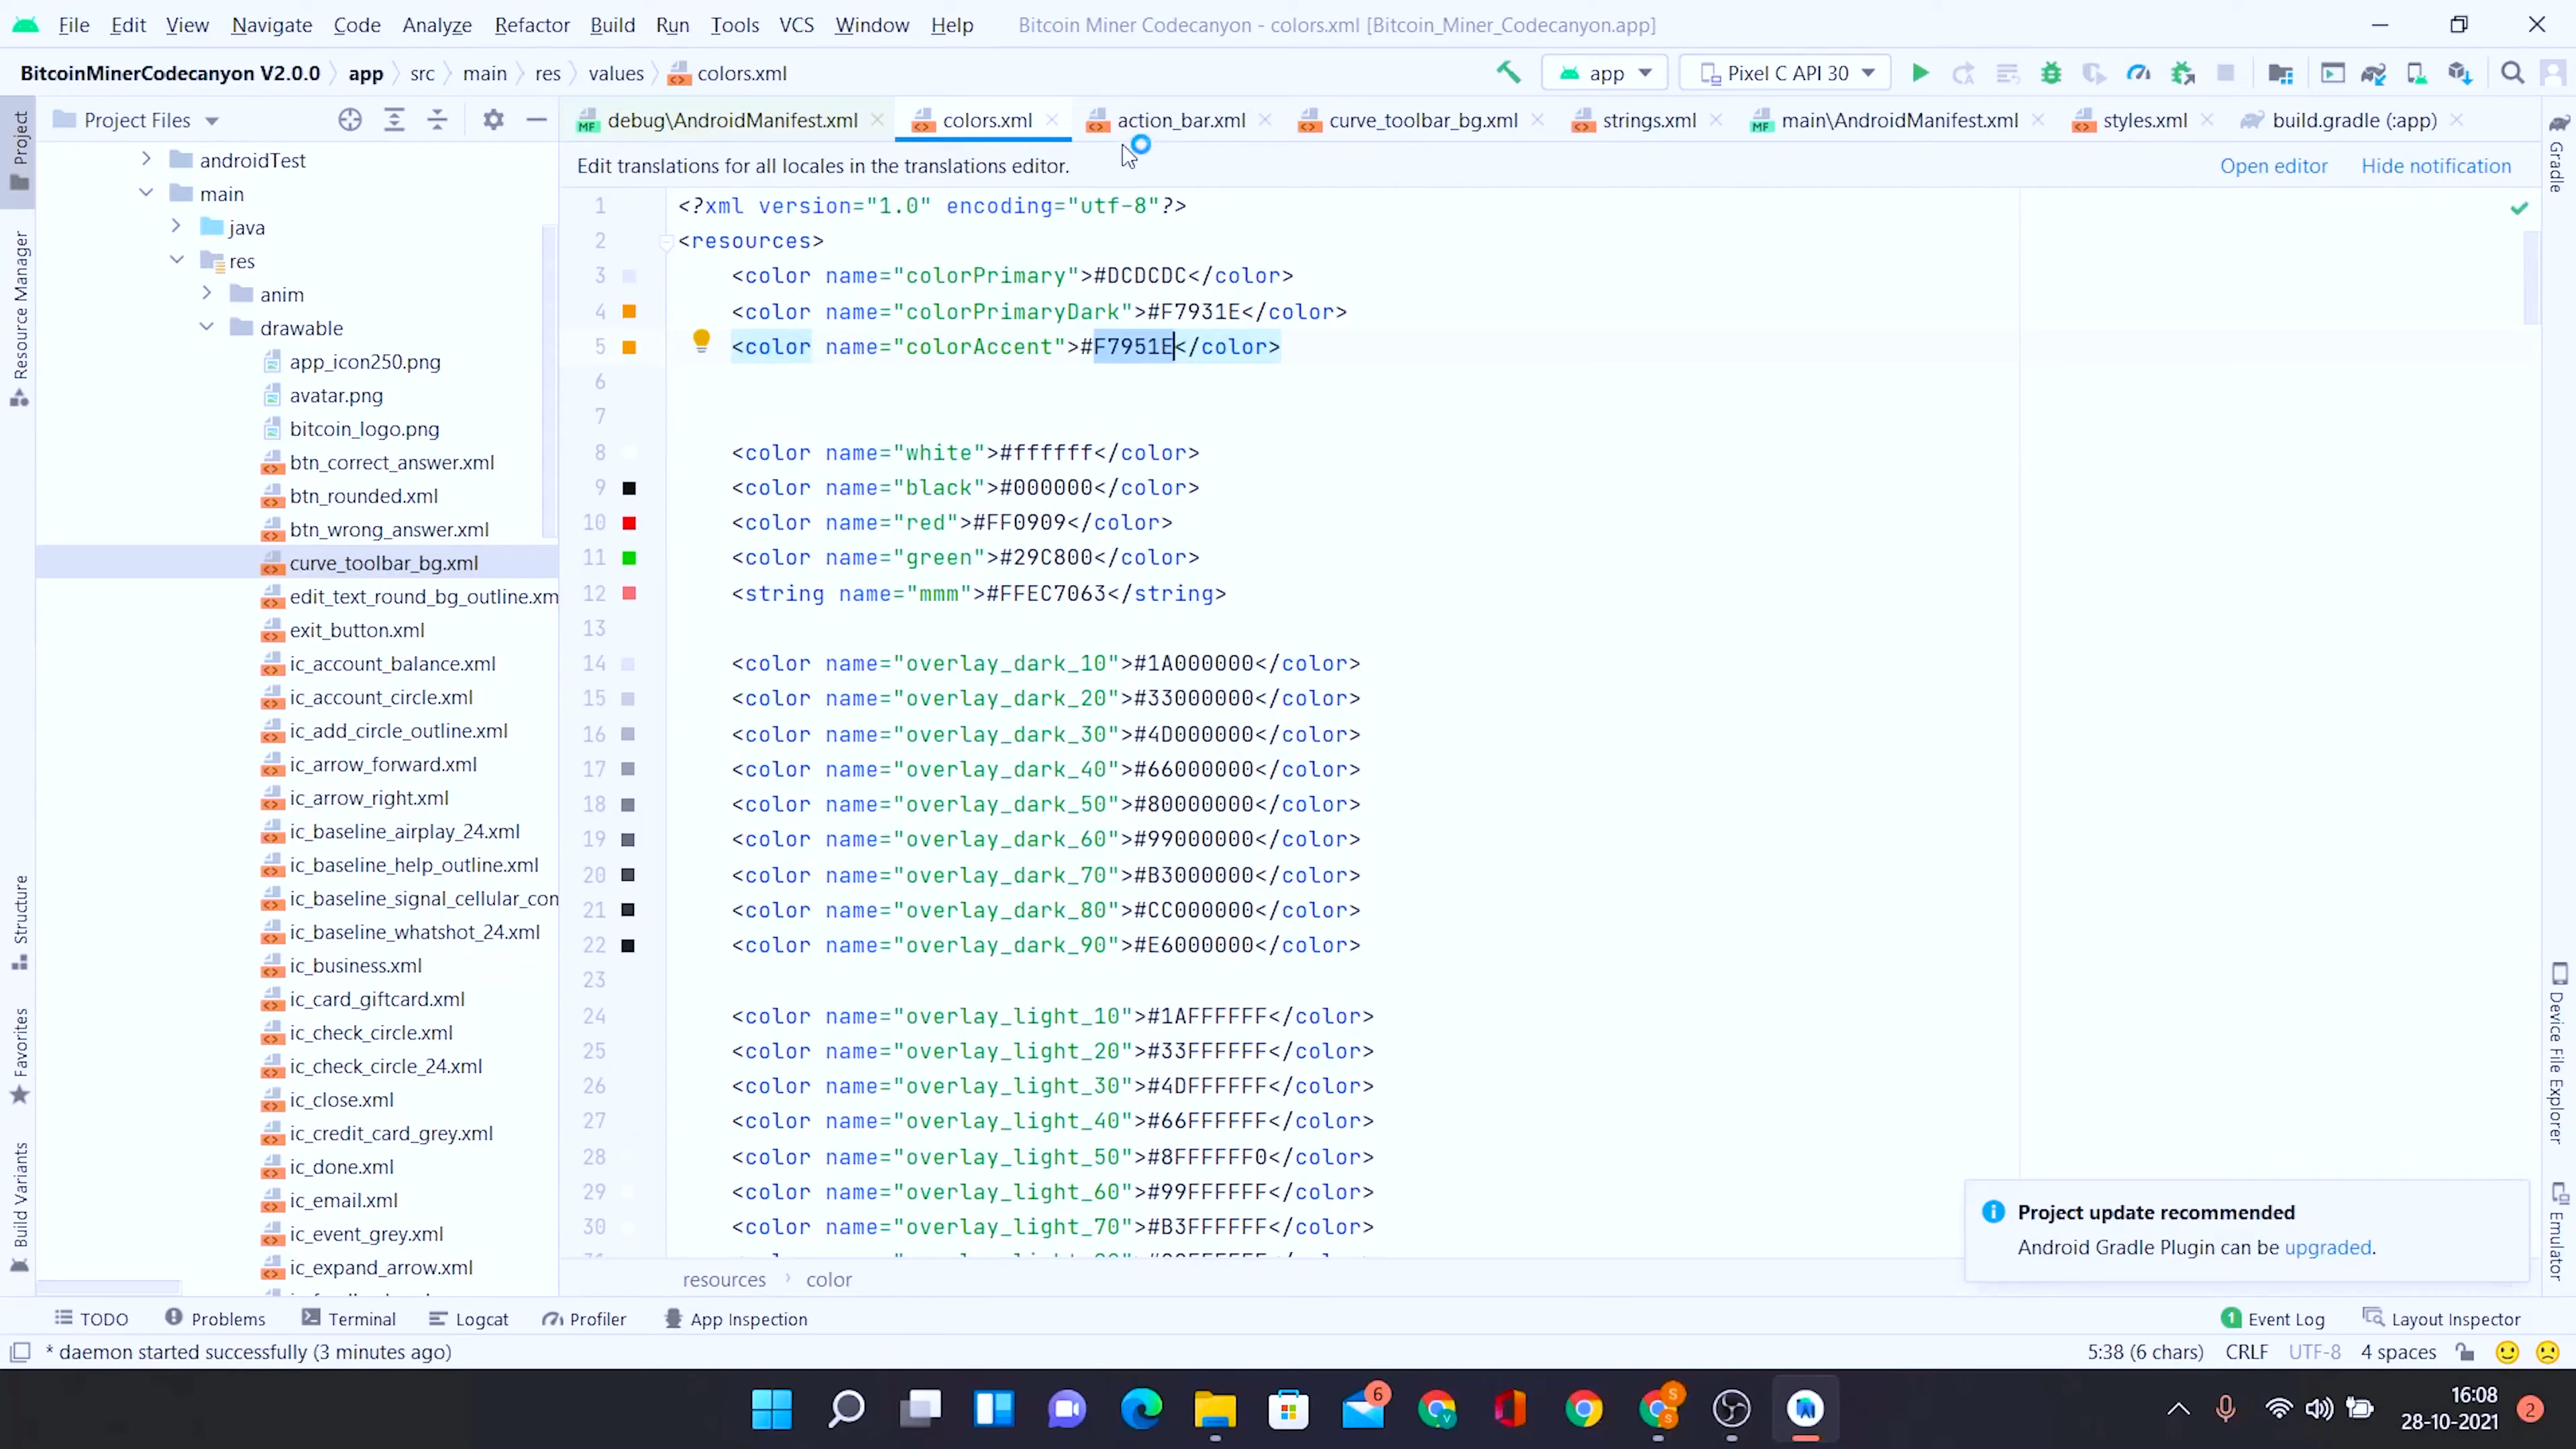 File Edit View Navigate Code Analyze Refactor Build Run Tools VCS Window Help Bitcoin Miner Codecanyon - colors.xml [Bitcoin_Miner_Codecanyon.app]
BitcoinMinerCodecanyon V2.0.0 app src main res values colors.xml app Pixel C API 30
Project Files debug\AndroidManifest.xml colors.xml action_bar.xml curve_toolbar_bg.xml strings.xml main\AndroidManifest.xml styles.xml build.gradle (:app)
Edit translations for all locales in the translations editor. Open editor Hide notification
androidTest
main
java
res
anim
drawable
app_icon250.png
avatar.png
bitcoin_logo.png
btn_correct_answer.xml
btn_rounded.xml
btn_wrong_answer.xml
curve_toolbar_bg.xml
edit_text_round_bg_outline.xm
exit_button.xml
ic_account_balance.xml
ic_account_circle.xml
ic_add_circle_outline.xml
ic_arrow_forward.xml
ic_arrow_right.xml
ic_baseline_airplay_24.xml
ic_baseline_help_outline.xml
ic_baseline_signal_cellular_con
ic_baseline_whatshot_24.xml
ic_business.xml
ic_card_giftcard.xml
ic_check_circle.xml
ic_check_circle_24.xml
ic_close.xml
ic_credit_card_grey.xml
ic_done.xml
ic_email.xml
ic_event_grey.xml
ic_expand_arrow.xml
1 <?xml version="1.0" encoding="utf-8"?>
2 <resources>
3 <color name="colorPrimary">#DCDCDC</color>
4 <color name="colorPrimaryDark">#F7931E</color>
5 <color name="colorAccent">#F7951E</color>
6
7
8 <color name="white">#ffffff</color>
9 <color name="black">#000000</color>
10 <color name="red">#FF0909</color>
11 <color name="green">#29C800</color>
12 <string name="mmm">#FFEC7063</string>
13
14 <color name="overlay_dark_10">#1A000000</color>
15 <color name="overlay_dark_20">#33000000</color>
16 <color name="overlay_dark_30">#4D000000</color>
17 <color name="overlay_dark_40">#66000000</color>
18 <color name="overlay_dark_50">#80000000</color>
19 <color name="overlay_dark_60">#99000000</color>
20 <color name="overlay_dark_70">#B3000000</color>
21 <color name="overlay_dark_80">#CC000000</color>
22 <color name="overlay_dark_90">#E6000000</color>
23
24 <color name="overlay_light_10">#1AFFFFFF</color>
25 <color name="overlay_light_20">#33FFFFFF</color>
26 <color name="overlay_light_30">#4DFFFFFF</color>
27 <color name="overlay_light_40">#66FFFFFF</color>
28 <color name="overlay_light_50">#8FFFFFF0</color>
29 <color name="overlay_light_60">#99FFFFFF</color>
30 <color name="overlay_light_70">#B3FFFFFF</color>
resources color
Project
Resource Manager
Structure
Favorites
Build Variants
Gradle
Device File Explorer
Emulator
Project update recommended
Android Gradle Plugin can be upgraded.
TODO Problems Terminal Logcat Profiler App Inspection 1 Event Log Layout Inspector
* daemon started successfully (3 minutes ago) 5:38 (6 chars) CRLF UTF-8 4 spaces
6
16:08
28-10-2021
2